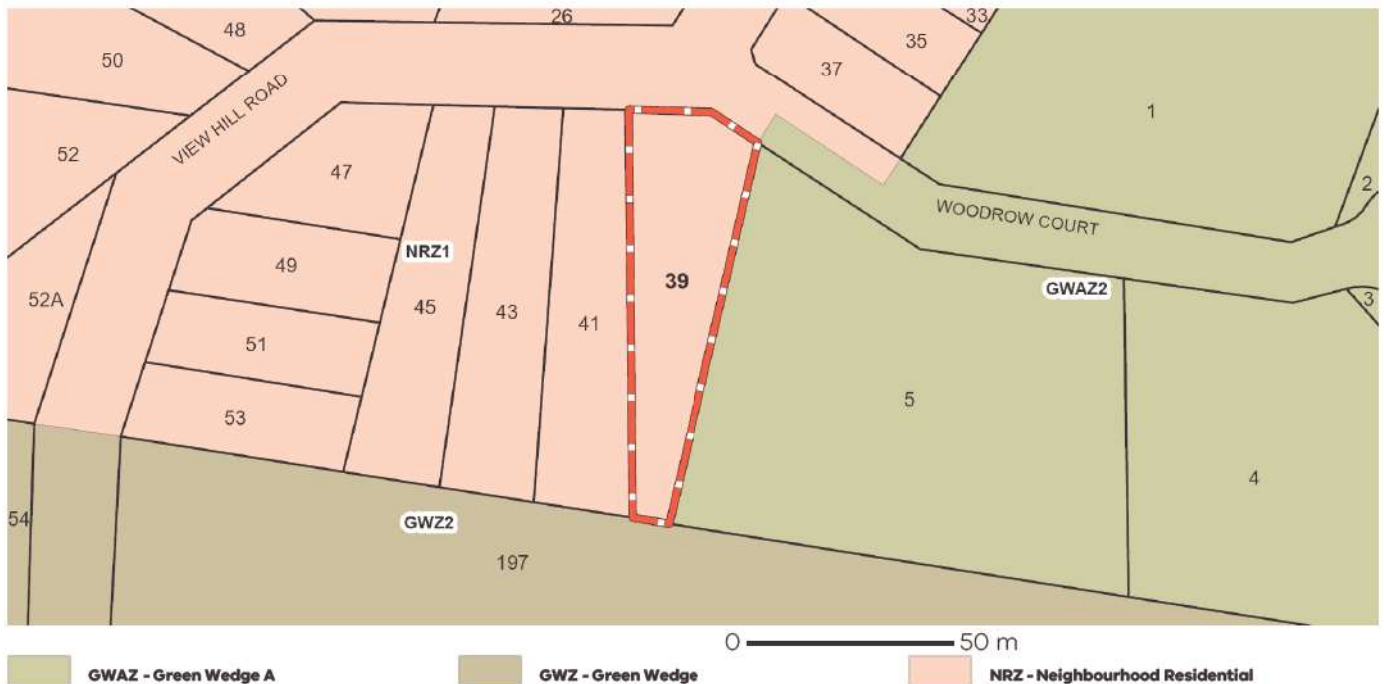 48
26
33
35
50
37
1
VIEW HILL ROAD
52
47
2
WOODROW COURT
NRZ1
49
39
GWAZ2
52A
45
43
41
3
51
5
53
4
54
GWZ2
197
0 50 m
GWAZ - Green Wedge A
GWZ - Green Wedge
NRZ - Neighbourhood Residential